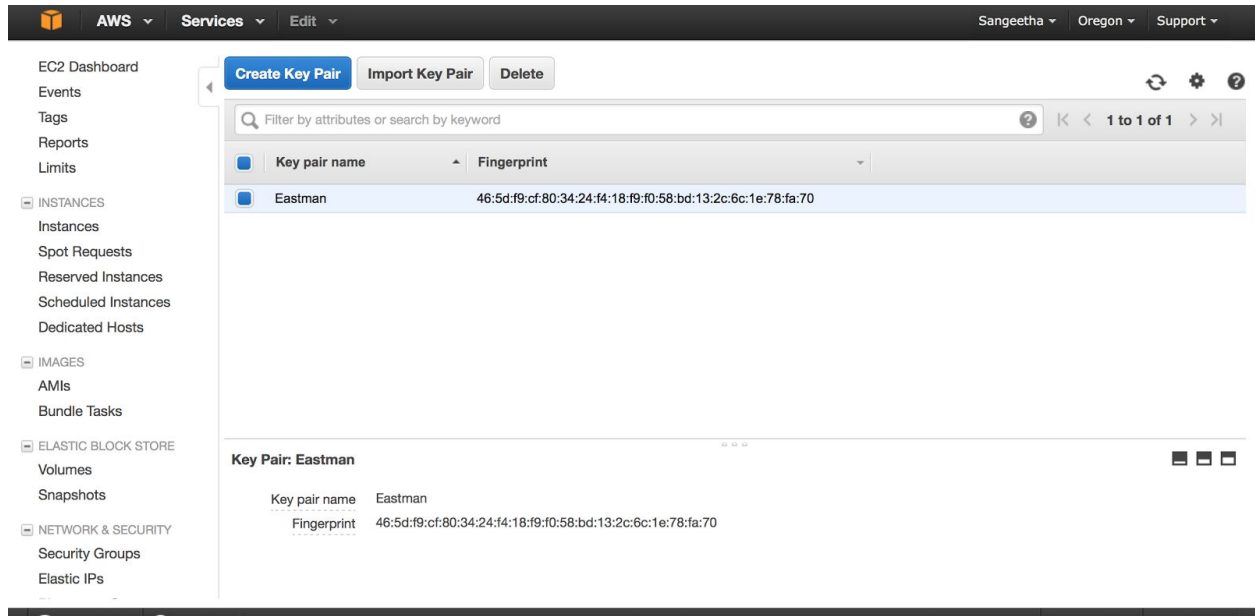 AWS Services Edit Sangeetha Oregon Support
EC2 Dashboard
Events
Tags
Reports
Limits
INSTANCES
Instances
Spot Requests
Reserved Instances
Scheduled Instances
Dedicated Hosts
IMAGES
AMIs
Bundle Tasks
ELASTIC BLOCK STORE
Volumes
Snapshots
NETWORK & SECURITY
Security Groups
Elastic IPs
Create Key Pair Import Key Pair Delete
Filter by attributes or search by keyword 1 to 1 of 1
Key pair name Fingerprint
Eastman 46:5d:f9:cf:80:34:24:f4:18:f9:f0:58:bd:13:2c:6c:1e:78:fa:70
Key Pair: Eastman
Key pair name Eastman
Fingerprint 46:5d:f9:cf:80:34:24:f4:18:f9:f0:58:bd:13:2c:6c:1e:78:fa:70